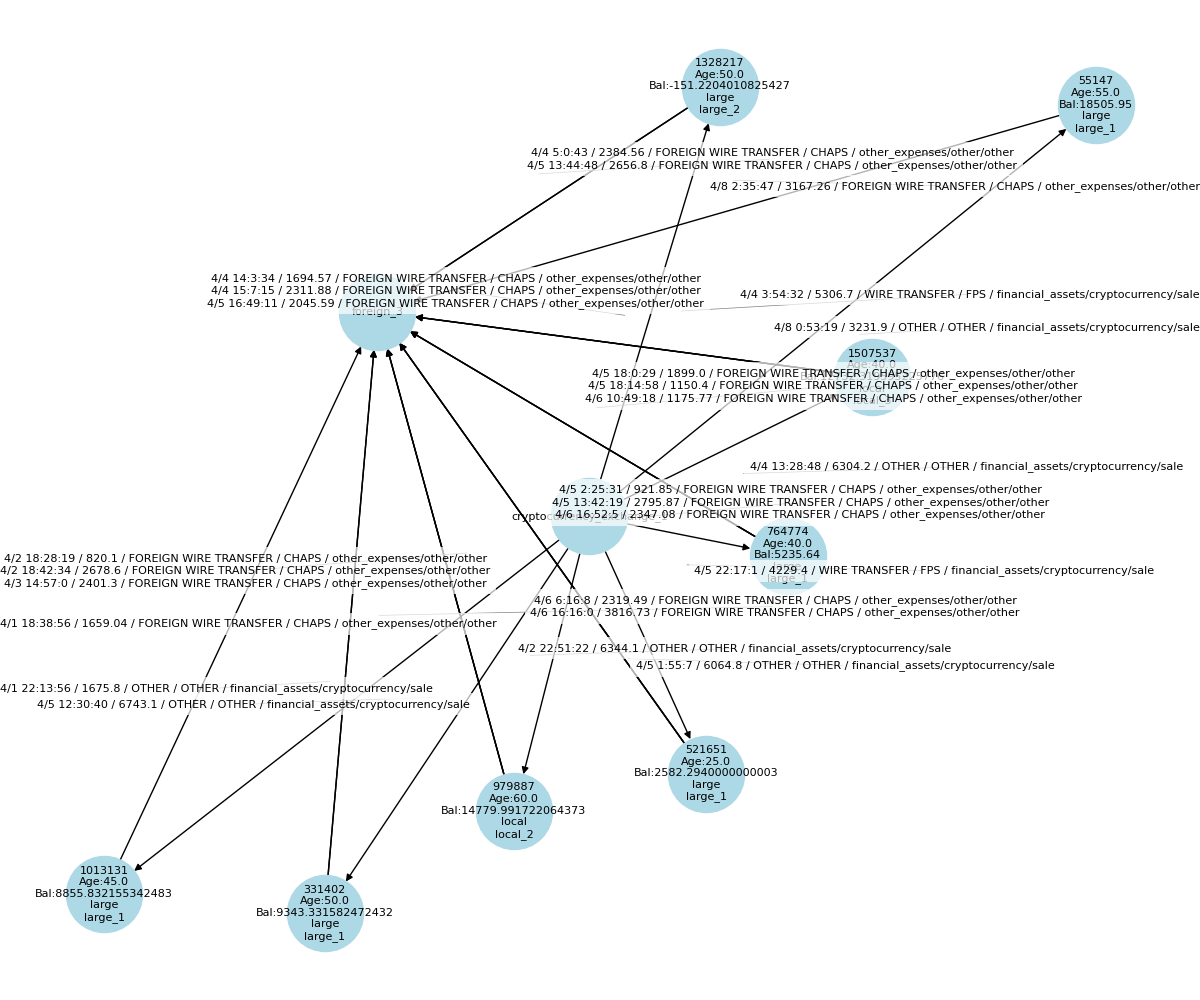 1328217
Age:50.0
Bal:-151.2204010825427
large
large_2
55147
Age:55.0
Bal:18505.95
large
large_1
4/4 5:0:43 / 2384.56 / FOREIGN WIRE TRANSFER / CHAPS / other_expenses/other/other
4/5 13:44:48 / 2656.8 / FOREIGN WIRE TRANSFER / CHAPS / other_expenses/other/other
4/8 2:35:47 / 3167.26 / FOREIGN WIRE TRANSFER / CHAPS / other_expenses/other/other
4/4 14:3:34 / 1694.57 / FOREIGN WIRE TRANSFER / CHAPS / other_expenses/other/other
4/4 15:7:15 / 2311.88 / FOREIGN WIRE TRANSFER / CHAPS / other_expenses/other/other
4/5 16:49:11 / 2045.59 / FOREIGN WIRE TRANSFER / CHAPS / other_expenses/other/other
foreign_3
4/4 3:54:32 / 5306.7 / WIRE TRANSFER / FPS / financial_assets/cryptocurrency/sale
4/8 0:53:19 / 3231.9 / OTHER / OTHER / financial_assets/cryptocurrency/sale
1507537
Age:40.0
4/5 18:0:29 / 1899.0 / FOREIGN WIRE TRANSFER / CHAPS / other_expenses/other/other
4/5 18:14:58 / 1150.4 / FOREIGN WIRE TRANSFER / CHAPS / other_expenses/other/other
4/6 10:49:18 / 1175.77 / FOREIGN WIRE TRANSFER / CHAPS / other_expenses/other/other
4/4 13:28:48 / 6304.2 / OTHER / OTHER / financial_assets/cryptocurrency/sale
4/5 2:25:31 / 921.85 / FOREIGN WIRE TRANSFER / CHAPS / other_expenses/other/other
4/5 13:42:19 / 2795.87 / FOREIGN WIRE TRANSFER / CHAPS / other_expenses/other/other
4/6 16:52:5 / 2347.08 / FOREIGN WIRE TRANSFER / CHAPS / other_expenses/other/other
764774
Age:40.0
Bal:5235.64
large_1
4/5 22:17:1 / 4229.4 / WIRE TRANSFER / FPS / financial_assets/cryptocurrency/sale
4/2 18:28:19 / 820.1 / FOREIGN WIRE TRANSFER / CHAPS / other_expenses/other/other
4/2 18:42:34 / 2678.6 / FOREIGN WIRE TRANSFER / CHAPS / other_expenses/other/other
4/3 14:57:0 / 2401.3 / FOREIGN WIRE TRANSFER / CHAPS / other_expenses/other/other
4/6 6:16:8 / 2319.49 / FOREIGN WIRE TRANSFER / CHAPS / other_expenses/other/other
4/6 16:16:0 / 3816.73 / FOREIGN WIRE TRANSFER / CHAPS / other_expenses/other/other
4/1 18:38:56 / 1659.04 / FOREIGN WIRE TRANSFER / CHAPS / other_expenses/other/other
4/2 22:51:22 / 6344.1 / OTHER / OTHER / financial_assets/cryptocurrency/sale
4/5 1:55:7 / 6064.8 / OTHER / OTHER / financial_assets/cryptocurrency/sale
4/1 22:13:56 / 1675.8 / OTHER / OTHER / financial_assets/cryptocurrency/sale
4/5 12:30:40 / 6743.1 / OTHER / OTHER / financial_assets/cryptocurrency/sale
521651
Age:25.0
Bal:2582.2940000000003
large
large_1
979887
Age:60.0
Bal:14779.991722064373
local
local_2
1013131
Age:45.0
Bal:8855.832155342483
large
large_1
331402
Age:50.0
Bal:9343.331582472432
large
large_1